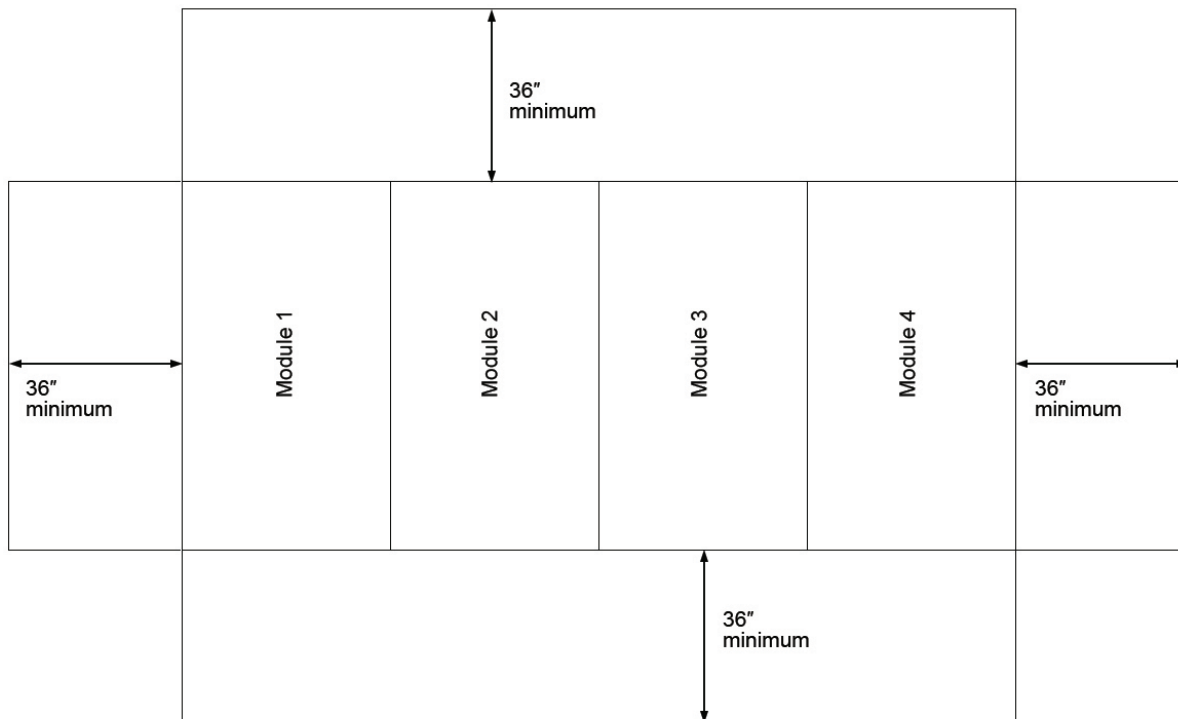 36″
minimum
Module 1
Module 2
Module 3
Module 4
36″
minimum
36″
minimum
36″
minimum